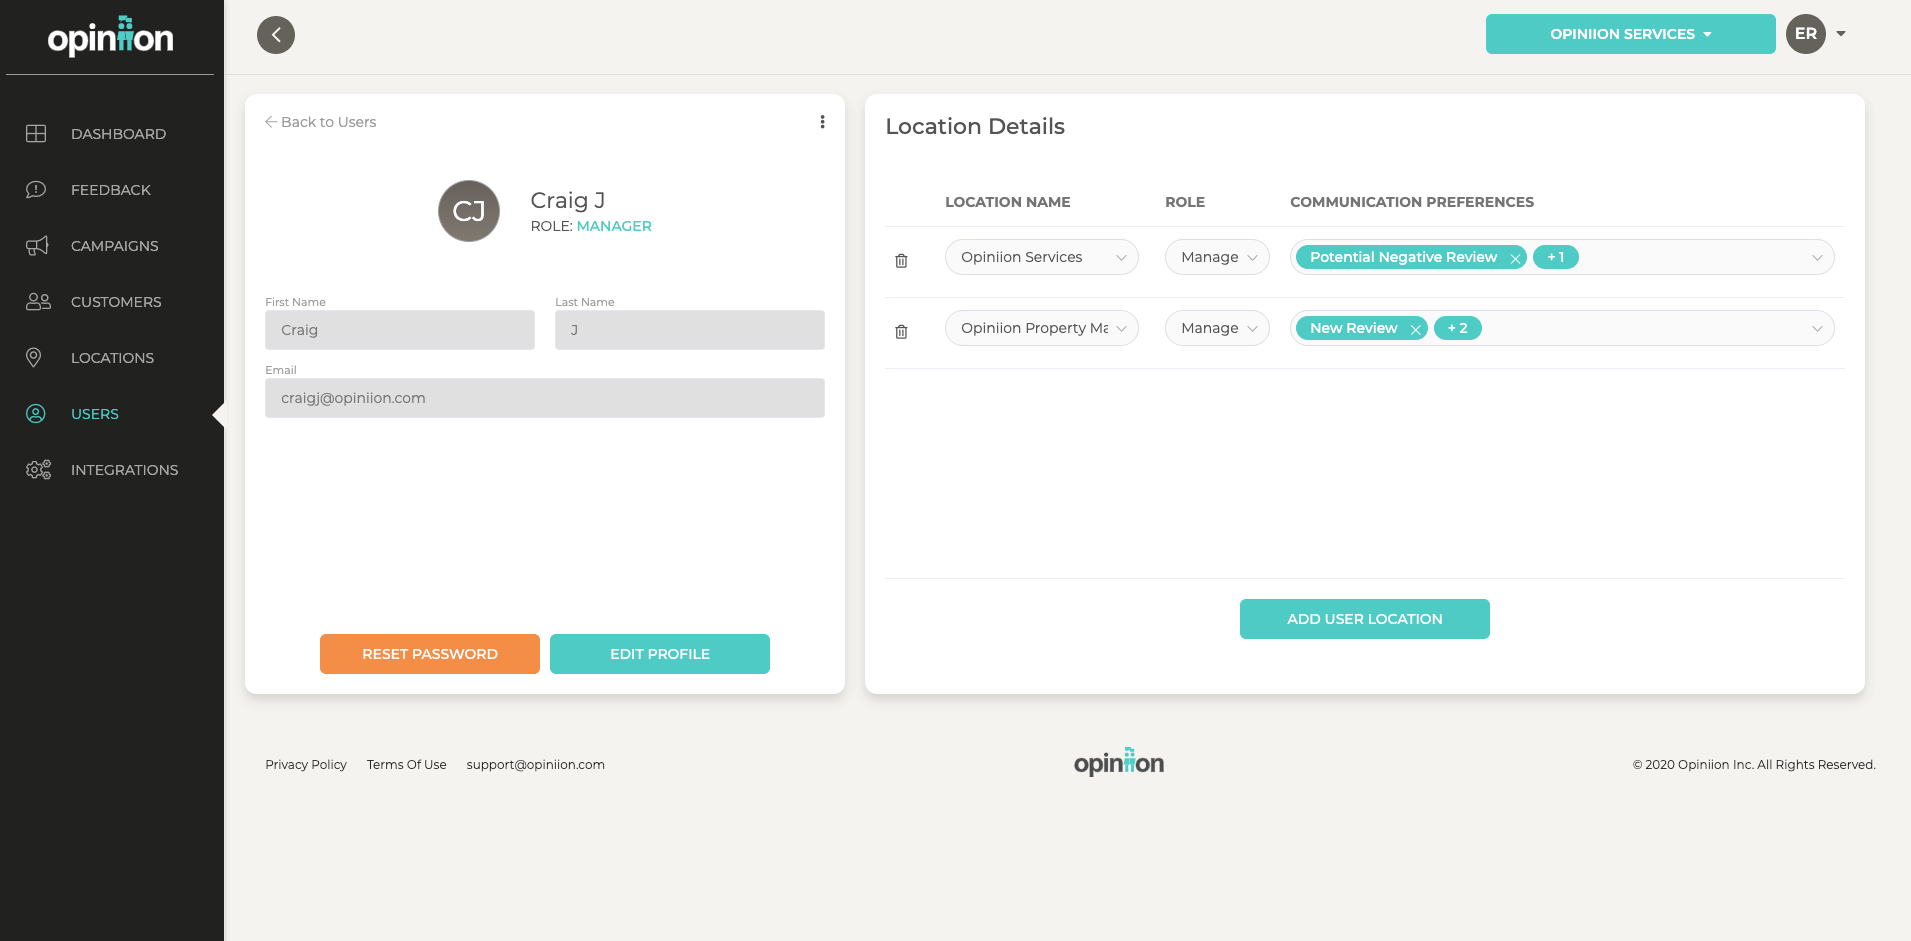 opiniion
OPINIION SERVICES
ER
DASHBOARD
FEEDBACK
CAMPAIGNS
CUSTOMERS
LOCATIONS
USERS
INTEGRATIONS
Back to Users
CJ
Craig J
ROLE: MANAGER
First Name
Last Name
Craig
J
Email
craigj@opiniion.com
RESET PASSWORD
EDIT PROFILE
Location Details
LOCATION NAME
ROLE
COMMUNICATION PREFERENCES
Opiniion Services
Manage
Potential Negative Review
+ 1
Opiniion Property Ma
Manage
New Review
+ 2
ADD USER LOCATION
Privacy Policy
Terms Of Use
support@opiniion.com
opiniion
© 2020 Opiniion Inc. All Rights Reserved.